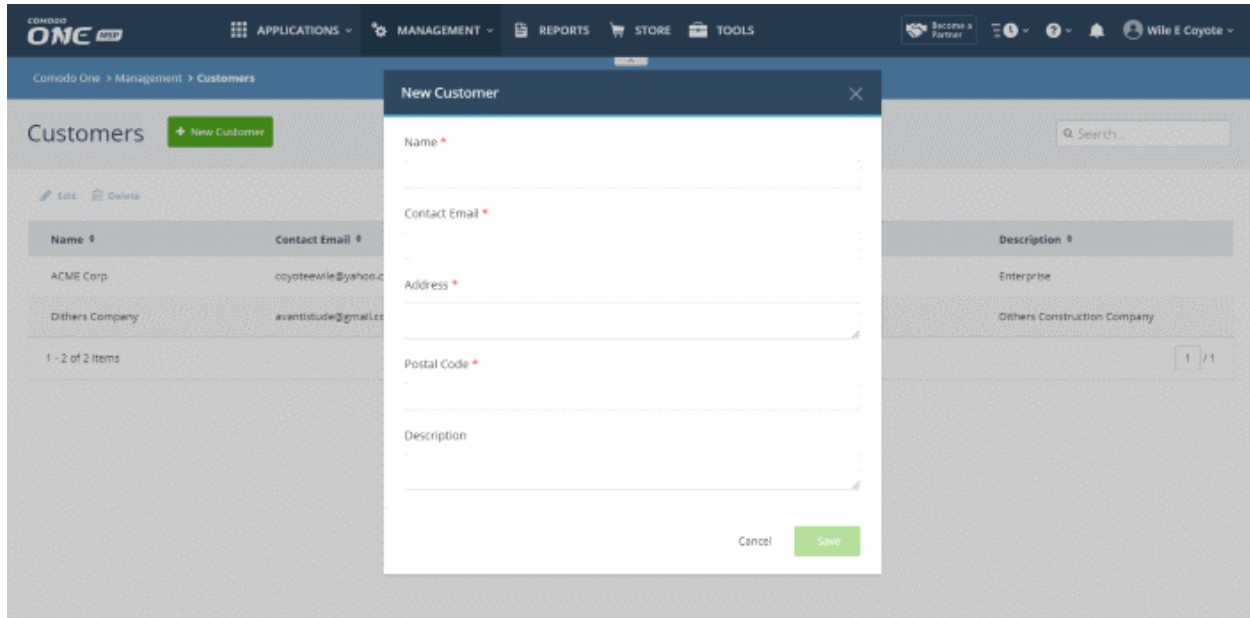 COMODO
ONE MSP
APPLICATIONS MANAGEMENT REPORTS STORE TOOLS
Become a
Partner
Wile E Coyote
Comodo One > Management > Customers
New Customer
Customers
+ New Customer
Search...
Name *
Edit Delete
Contact Email *
Name Contact Email Description
ACME Corp coyoteewile@yahoo.c Enterprise
Address *
Dithers Company Dithers Construction Company
1 - 2 of 2 Items 1 / 1
Postal Code *
Description
Cancel Save